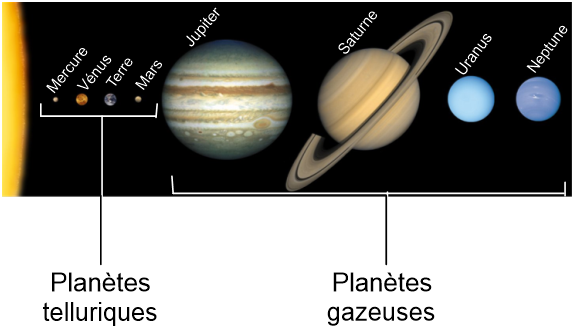 Mercure
Vénus
Terre
Mars
Jupiter
Saturne
Uranus
Neptune
Planètes
telluriques
Planètes
gazeuses